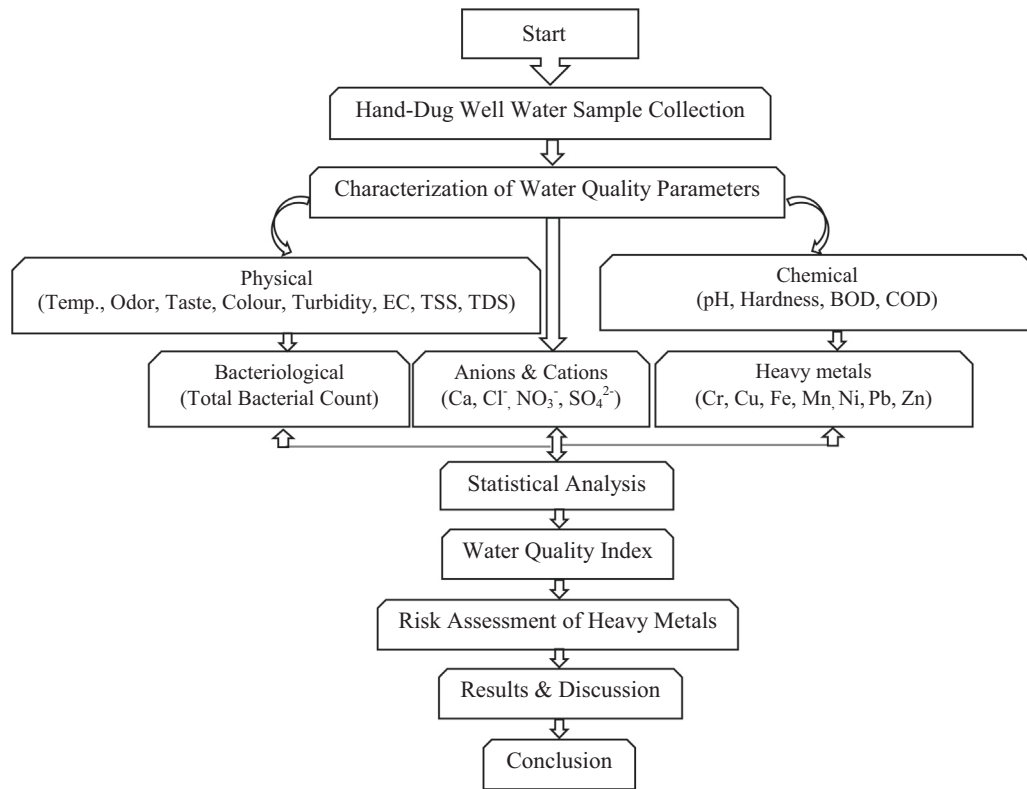 Start
Hand-Dug Well Water Sample Collection
Characterization of Water Quality Parameters
Physical
(Temp., Odor, Taste, Colour, Turbidity, EC, TSS, TDS)
Chemical
(pH, Hardness, BOD, COD)
Bacteriological
(Total Bacterial Count)
Anions & Cations
(Ca, Cl⁻, NO₃⁻, SO₄²⁻)
Heavy metals
(Cr, Cu, Fe, Mn, Ni, Pb, Zn)
Statistical Analysis
Water Quality Index
Risk Assessment of Heavy Metals
Results & Discussion
Conclusion